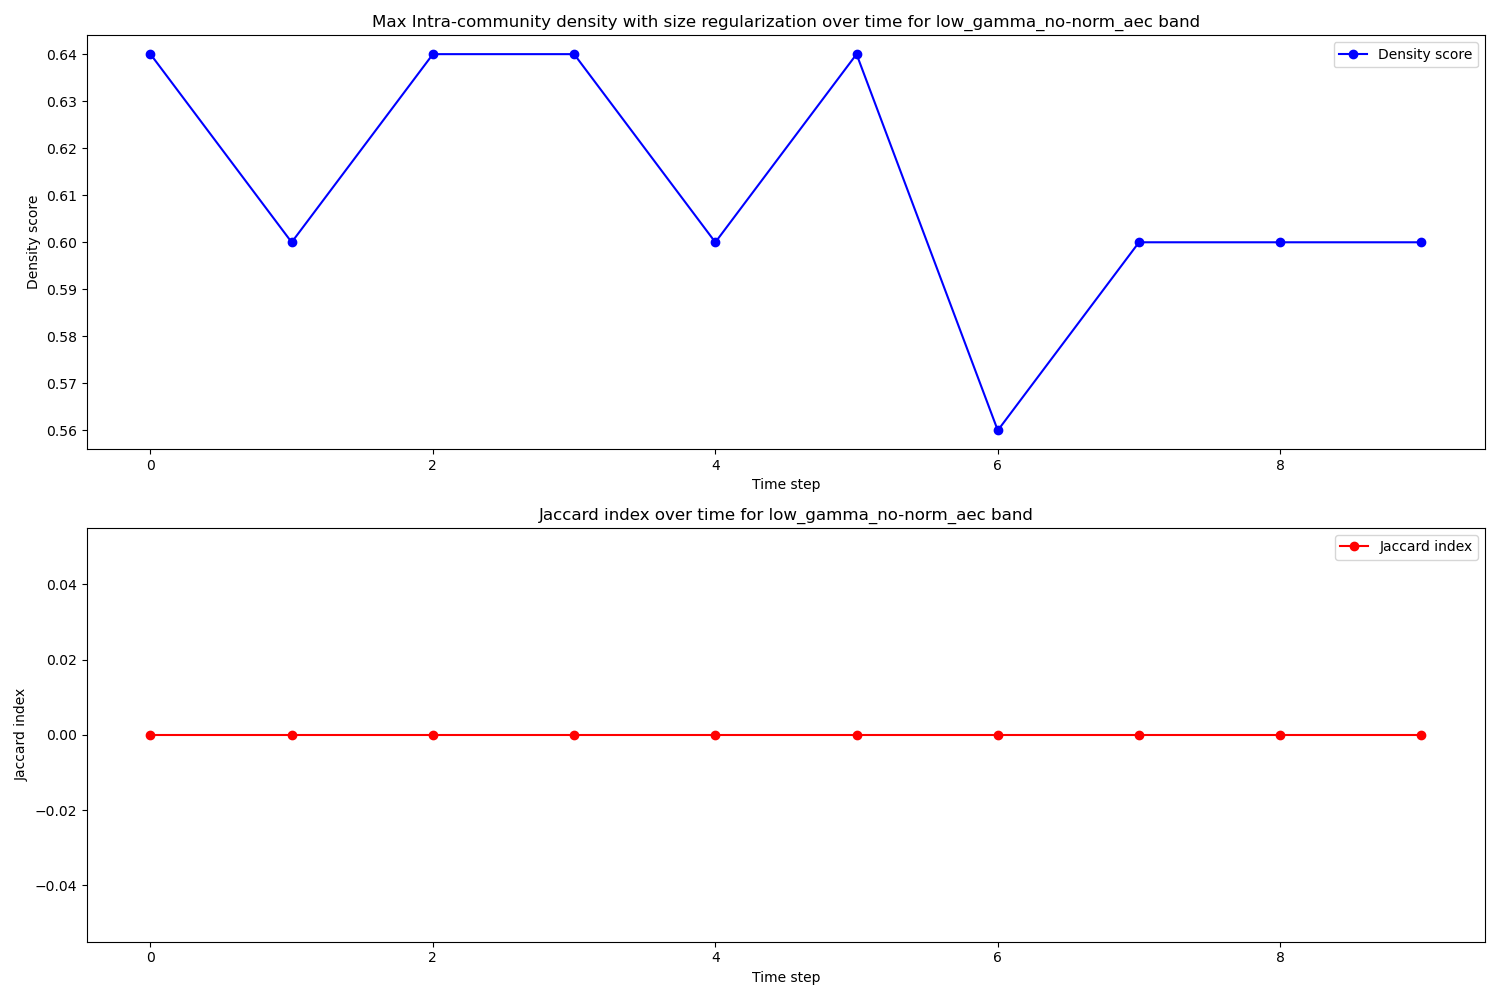 Max Intra-community density with size regularization over time for low_gamma_no-norm_aec band
Density score
0.64
0.63
0.62
0.61
0.60
0.59
0.58
0.57
0.56
Density score
0 2 4 6 8
Time step
Jaccard index over time for low_gamma_no-norm_aec band
Jaccard index
0.04
0.02
0.00
−0.02
−0.04
Jaccard index
0 2 4 6 8
Time step